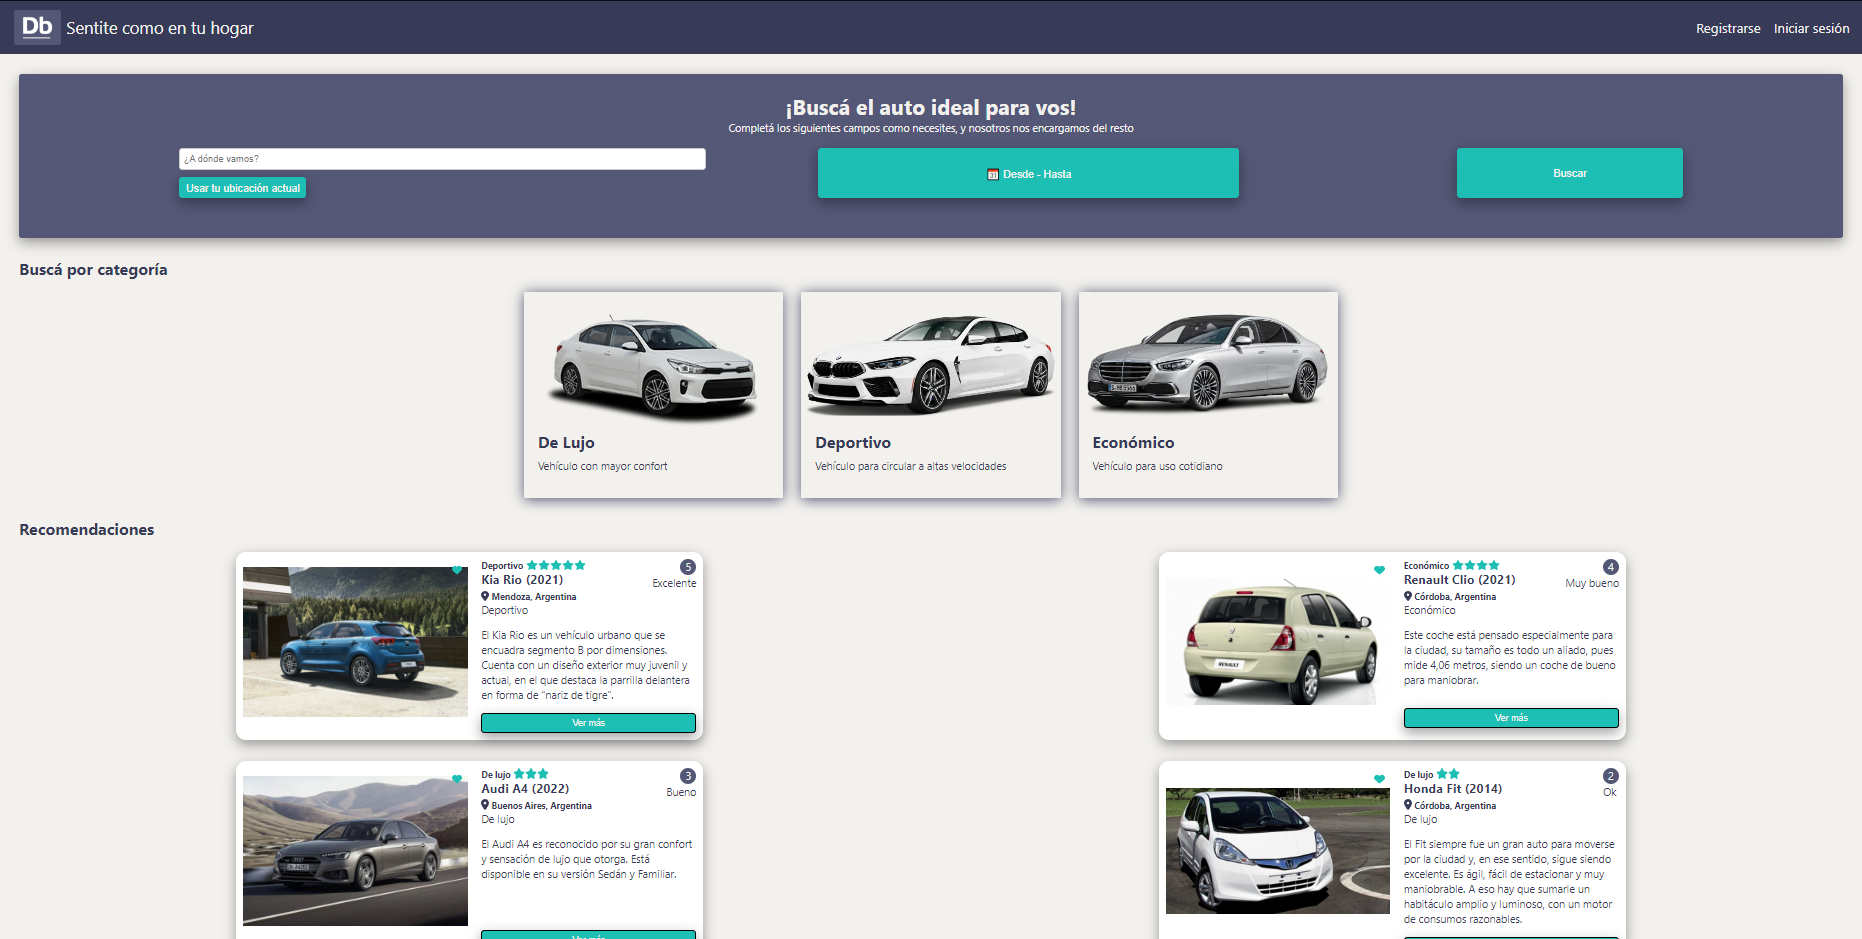 Db Sentite como en tu hogar
Registrarse Iniciar sesión
¡Buscá el auto ideal para vos!
Completá los siguientes campos como necesites, y nosotros nos encargamos del resto
¿A dónde vamos?
Usar tu ubicación actual
Desde - Hasta
Buscar
Buscá por categoría
De Lujo
Vehículo con mayor confort
Deportivo
Vehículo para circular a altas velocidades
Económico
Vehículo para uso cotidiano
Recomendaciones
Deportivo
5
Kia Rio (2021)
Excelente
Mendoza, Argentina
Deportivo
El Kia Rio es un vehículo urbano que se
encuadra segmento B por dimensiones.
Cuenta con un diseño exterior muy juvenil y
actual, en el que destaca la parrilla delantera
en forma de "nariz de tigre".
Ver más
Económico
4
Renault Clio (2021)
Muy bueno
Córdoba, Argentina
Económico
Este coche está pensado especialmente para
la ciudad, su tamaño es todo un aliado, pues
mide 4,06 metros, siendo un coche de bueno
para maniobrar.
RENAULT
Ver más
De lujo
3
Audi A4 (2022)
Bueno
Buenos Aires, Argentina
De lujo
El Audi A4 es reconocido por su gran confort
y sensación de lujo que otorga. Está
disponible en su versión Sedán y Familiar.
Ver más
De lujo
2
Honda Fit (2014)
Ok
Córdoba, Argentina
De lujo
El Fit siempre fue un gran auto para moverse
por la ciudad y, en ese sentido, sigue siendo
excelente. Es ágil, fácil de estacionar y muy
maniobrable. A eso hay que sumarle un
habitáculo amplio y luminoso, con un motor
de consumos razonables.